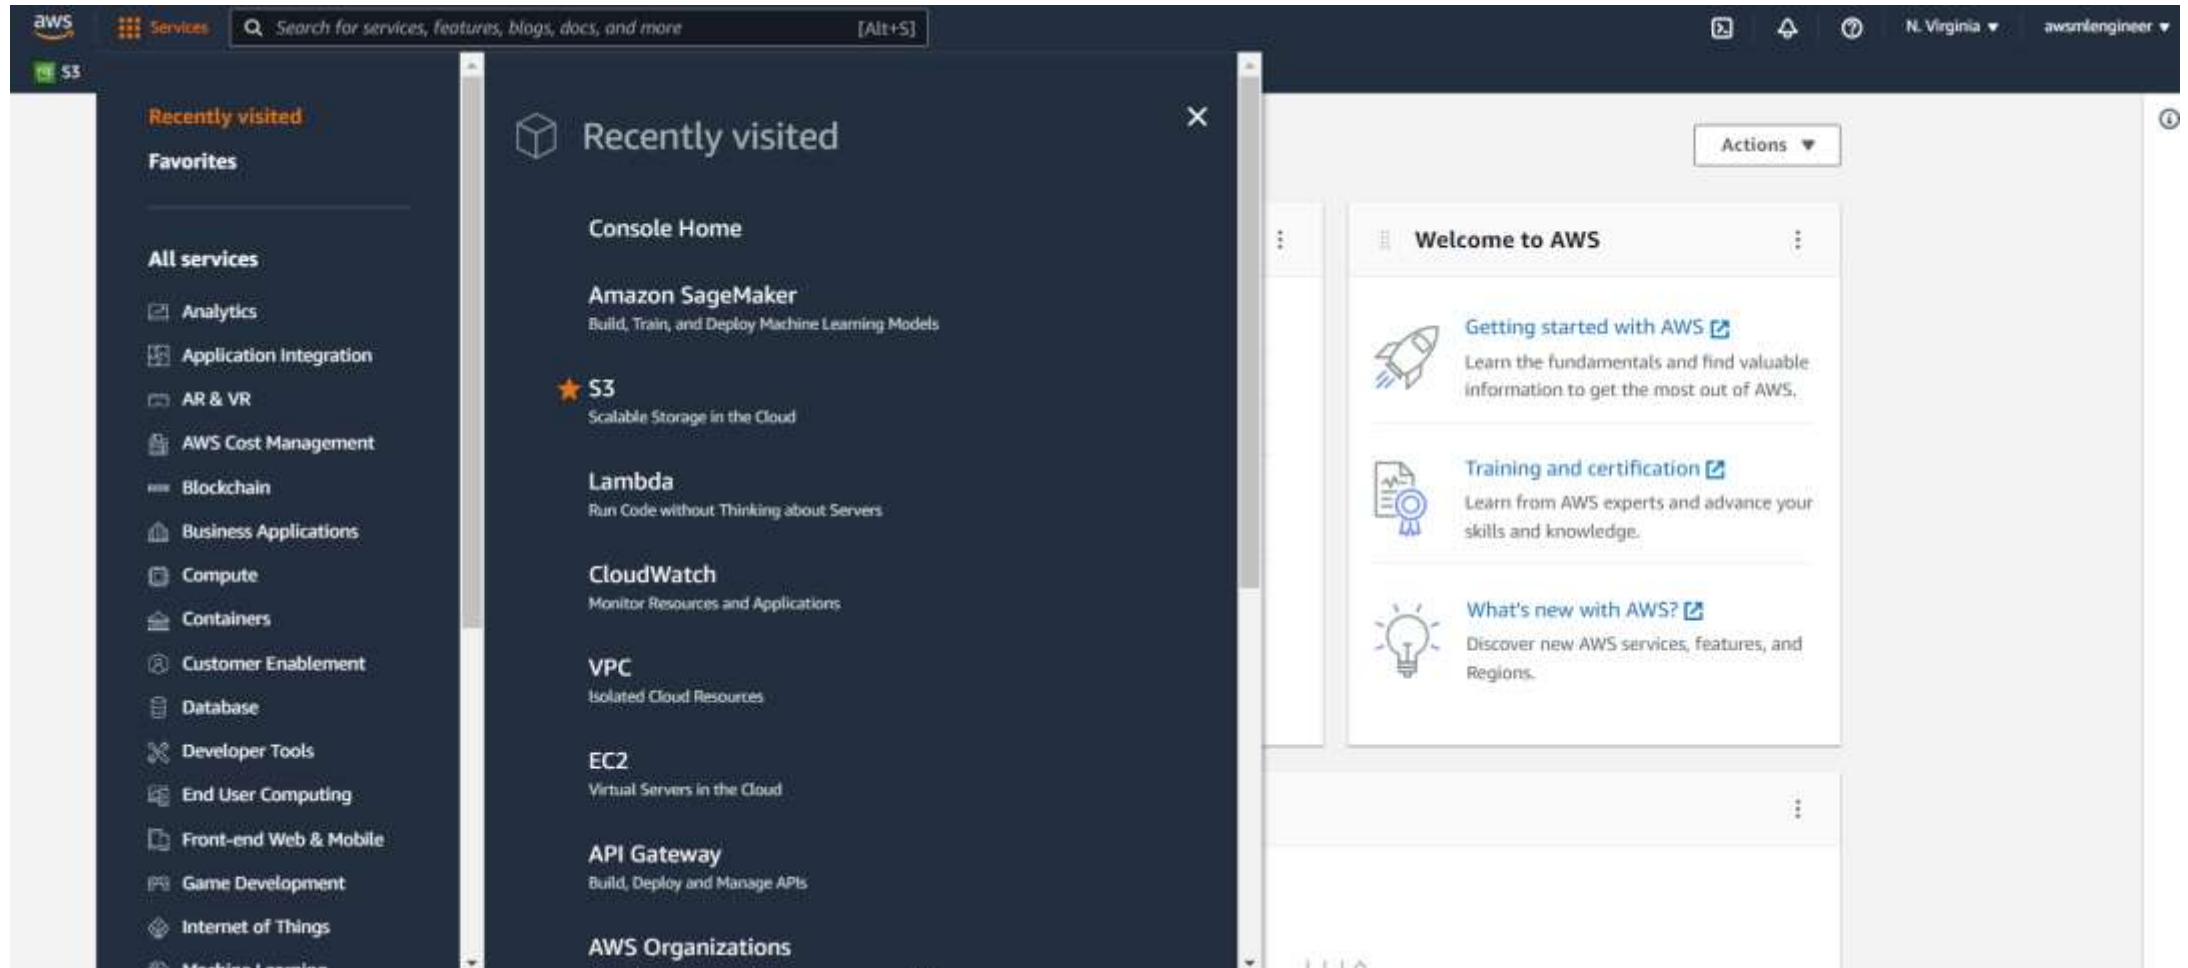 aws
Services
Search for services, features, blogs, docs, and more [Alt+S]
N. Virginia
awsmlengineer
S3
Recently visited
Favorites
All services
Analytics
Application Integration
AR & VR
AWS Cost Management
Blockchain
Business Applications
Compute
Containers
Customer Enablement
Database
Developer Tools
End User Computing
Front-end Web & Mobile
Game Development
Internet of Things
Machine Learning
Recently visited
Console Home
Amazon SageMaker
Build, Train, and Deploy Machine Learning Models
S3
Scalable Storage in the Cloud
Lambda
Run Code without Thinking about Servers
CloudWatch
Monitor Resources and Applications
VPC
Isolated Cloud Resources
EC2
Virtual Servers in the Cloud
API Gateway
Build, Deploy and Manage APIs
AWS Organizations
Actions
Welcome to AWS
Getting started with AWS
Learn the fundamentals and find valuable
information to get the most out of AWS.
Training and certification
Learn from AWS experts and advance your
skills and knowledge.
What's new with AWS?
Discover new AWS services, features, and
Regions.